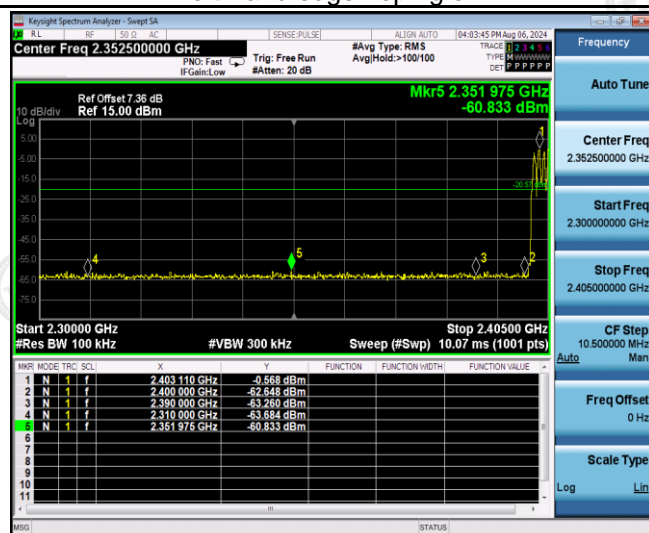 Keysight Spectrum Analyzer - Swept SA
RL RF 50 Ω AC SENSE:PULSE ALIGN AUTO 04:03:45 PM Aug 06, 2024
Center Freq 2.352500000 GHz
PNO: Fast
IFGain:Low
Trig: Free Run
#Atten: 20 dB
#Avg Type: RMS
Avg|Hold:>100/100
TRACE 1 2 3 4 5 6
TYPE M WWWWW
DET P P P P P P
Frequency
Mkr5 2.351 975 GHz
-60.833 dBm
Ref Offset 7.36 dB
10 dB/div Ref 15.00 dBm
Log
5.00
-5.00
-15.0
-25.0
-35.0
-45.0
-55.0
-65.0
-75.0
1
2
3
4
5
Start 2.30000 GHz Stop 2.40500 GHz
#Res BW 100 kHz #VBW 300 kHz Sweep (#Swp) 10.07 ms (1001 pts)
MKR MODE TRC SCL X Y FUNCTION FUNCTION WIDTH FUNCTION VALUE
1 N 1 f 2.403 110 GHz -0.568 dBm
2 N 1 f 2.400 000 GHz -62.648 dBm
3 N 1 f 2.390 000 GHz -63.260 dBm
4 N 1 f 2.310 000 GHz -63.684 dBm
5 N 1 f 2.351 975 GHz -60.833 dBm
6
7
8
9
10
11
MSG STATUS
Auto Tune
Center Freq
2.352500000 GHz
Start Freq
2.300000000 GHz
Stop Freq
2.405000000 GHz
CF Step
10.500000 MHz
Auto Man
Freq Offset
0 Hz
Scale Type
Log Lin